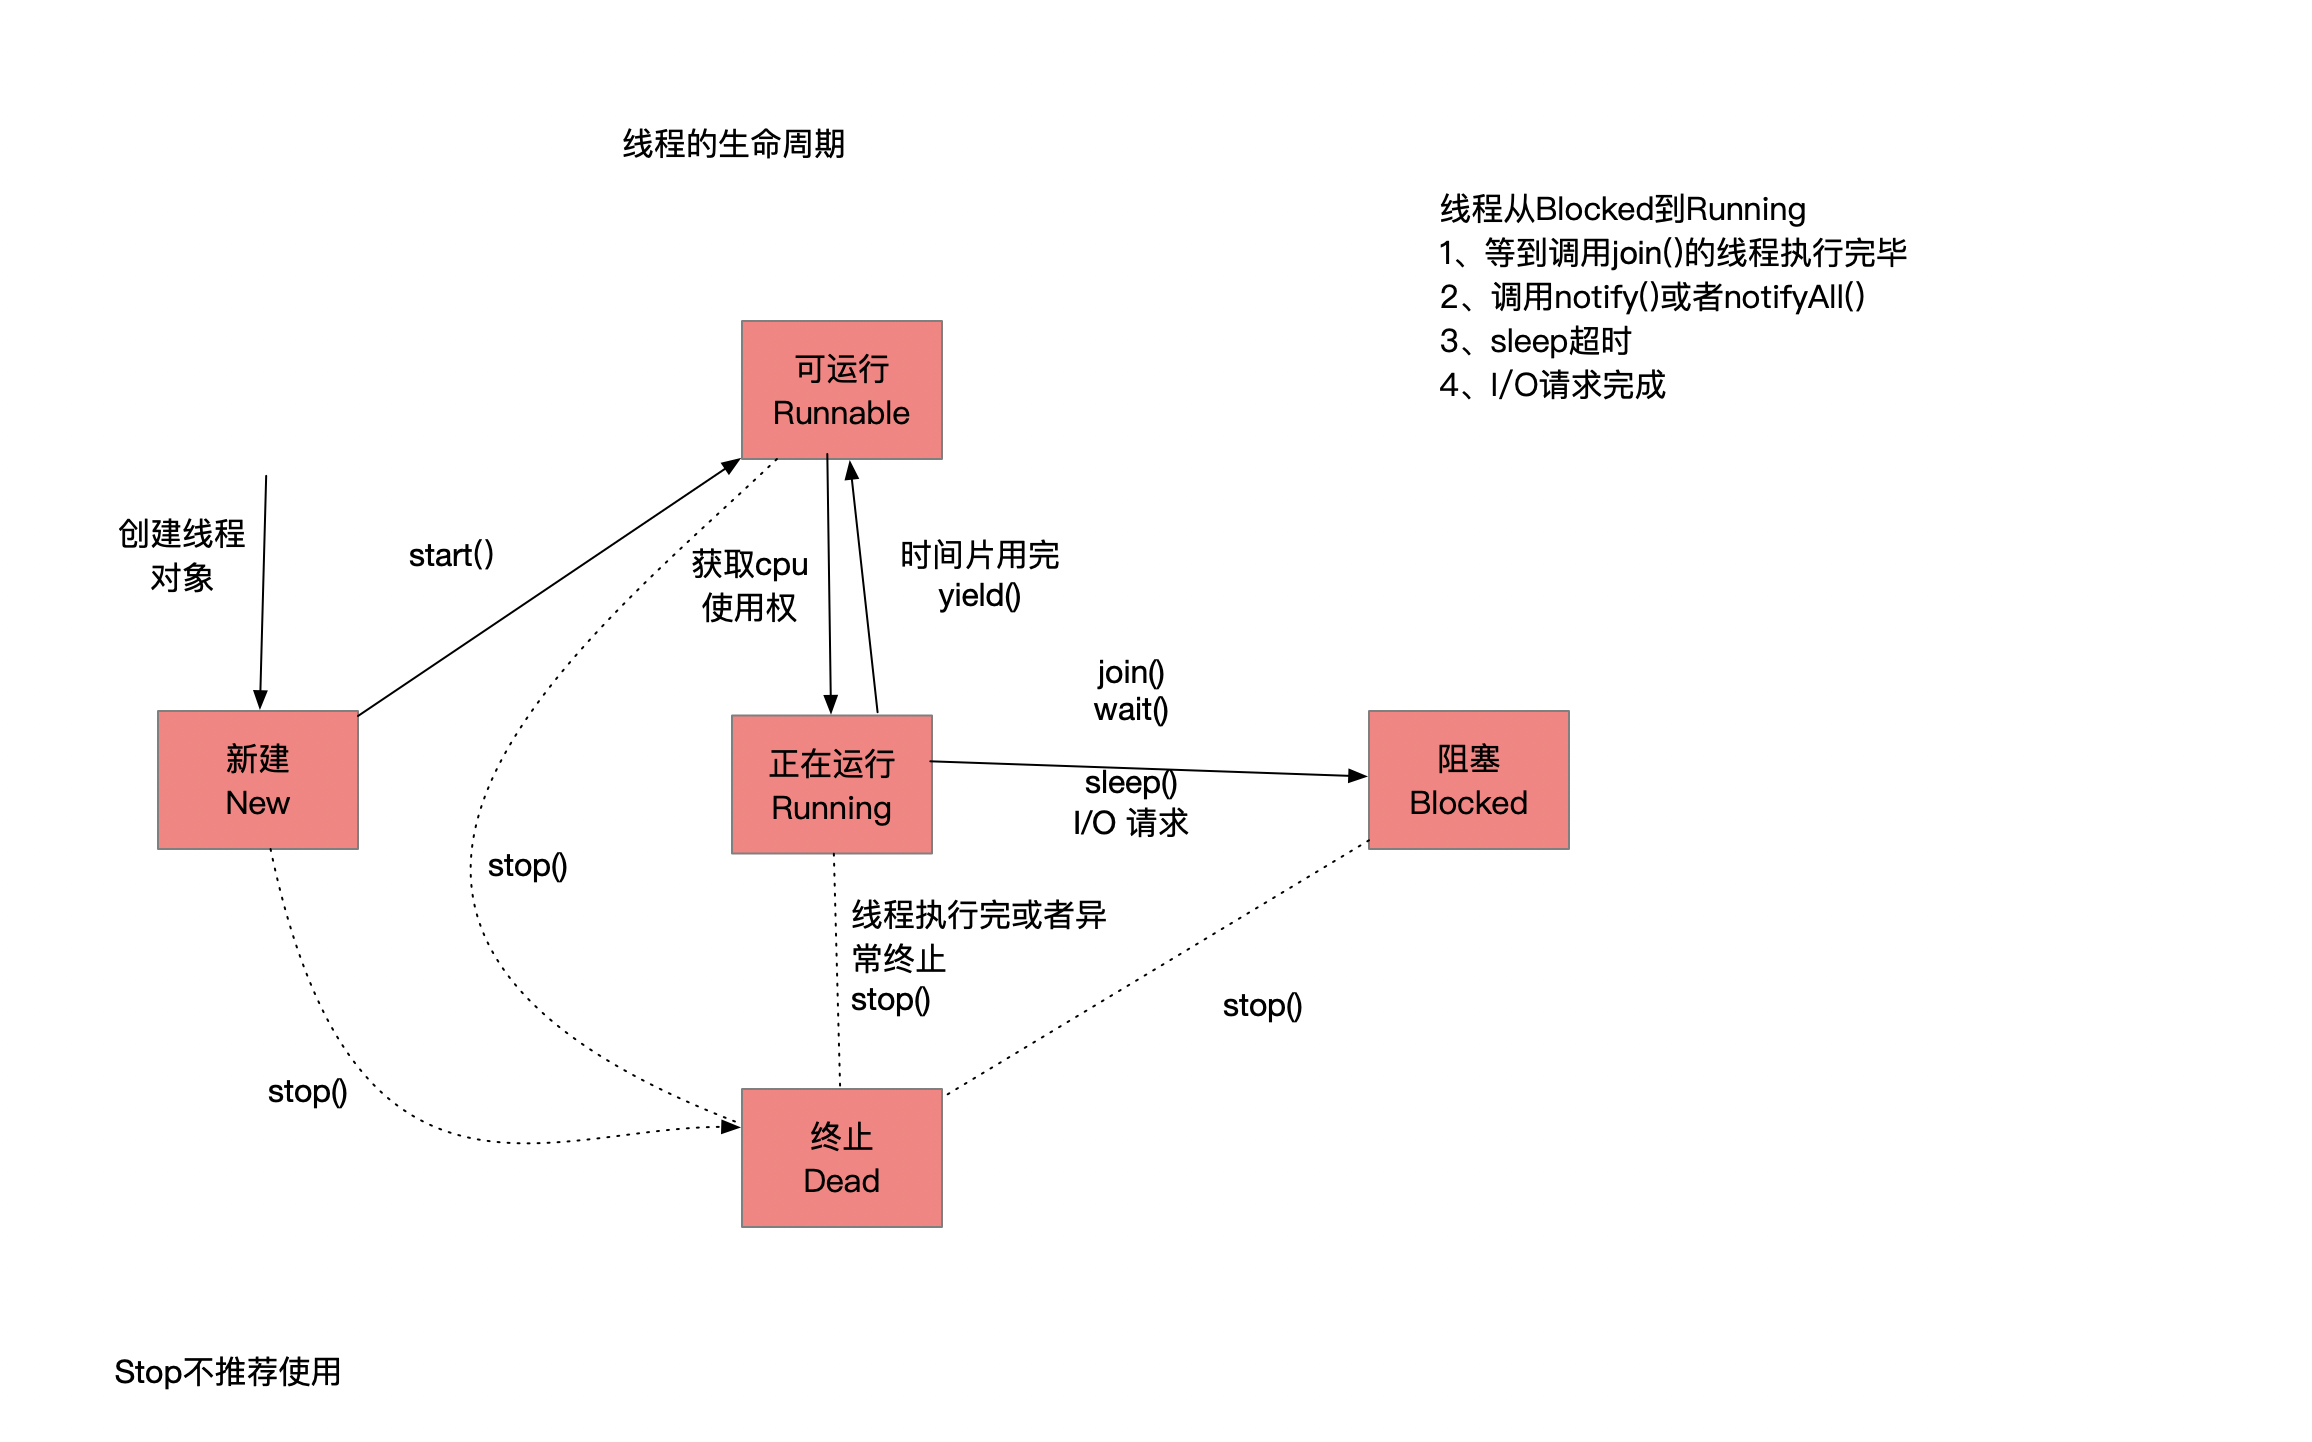 线程的生命周期
线程从Blocked到Running
1、等到调用join()的线程执行完毕
2、调用notify()或者notifyAll()
3、sleep超时
4、I/O请求完成
可运行
Runnable
创建线程
对象
start()
获取cpu
使用权
时间片用完
yield()
join()
wait()
sleep()
I/O 请求
新建
New
正在运行
Running
阻塞
Blocked
stop()
线程执行完或者异
常终止
stop()
stop()
stop()
终止
Dead
Stop不推荐使用